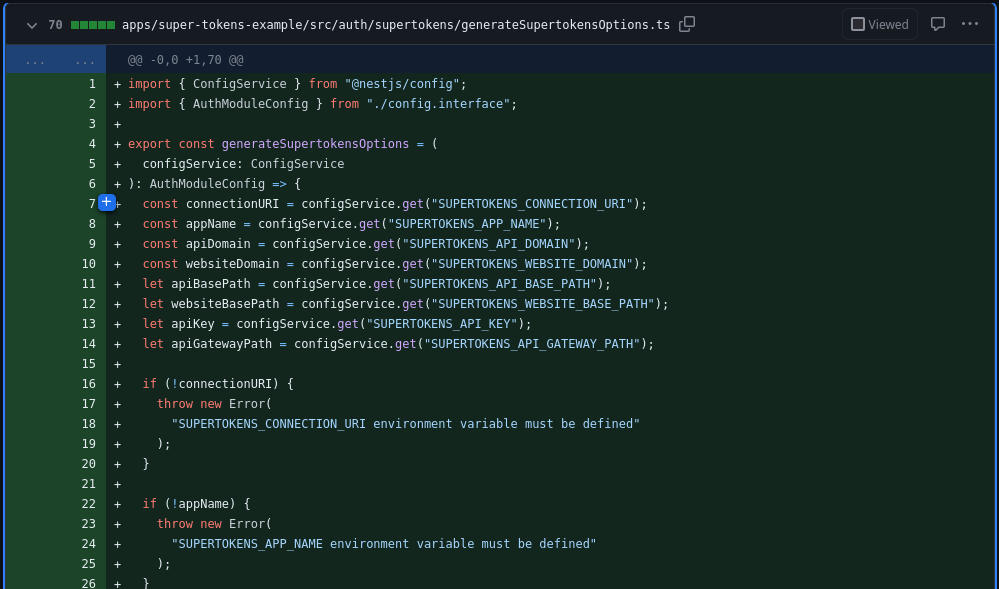 70 apps/super-tokens-example/src/auth/supertokens/generateSupertokensOptions.ts Viewed ...
... ... @@ -0,0 +1,70 @@
1 + import { ConfigService } from "@nestjs/config";
2 + import { AuthModuleConfig } from "./config.interface";
3 +
4 + export const generateSupertokensOptions = (
5 +   configService: ConfigService
6 + ): AuthModuleConfig => {
7 +   const connectionURI = configService.get("SUPERTOKENS_CONNECTION_URI");
8 +   const appName = configService.get("SUPERTOKENS_APP_NAME");
9 +   const apiDomain = configService.get("SUPERTOKENS_API_DOMAIN");
10 +   const websiteDomain = configService.get("SUPERTOKENS_WEBSITE_DOMAIN");
11 +   let apiBasePath = configService.get("SUPERTOKENS_API_BASE_PATH");
12 +   let websiteBasePath = configService.get("SUPERTOKENS_WEBSITE_BASE_PATH");
13 +   let apiKey = configService.get("SUPERTOKENS_API_KEY");
14 +   let apiGatewayPath = configService.get("SUPERTOKENS_API_GATEWAY_PATH");
15 +
16 +   if (!connectionURI) {
17 +     throw new Error(
18 +       "SUPERTOKENS_CONNECTION_URI environment variable must be defined"
19 +     );
20 +   }
21 +
22 +   if (!appName) {
23 +     throw new Error(
24 +       "SUPERTOKENS_APP_NAME environment variable must be defined"
25 +     );
26 +   }